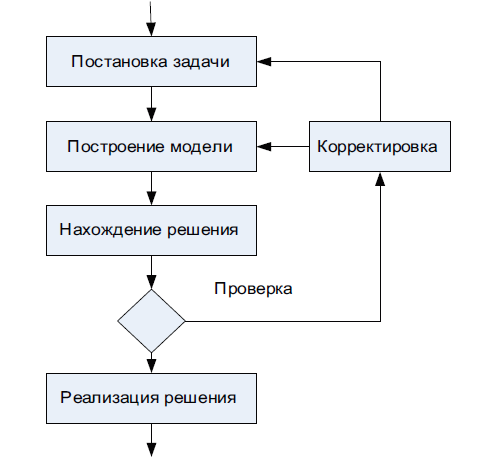 Постановка задачи
Построение модели
Корректировка
Нахождение решения
Проверка
Реализация решения